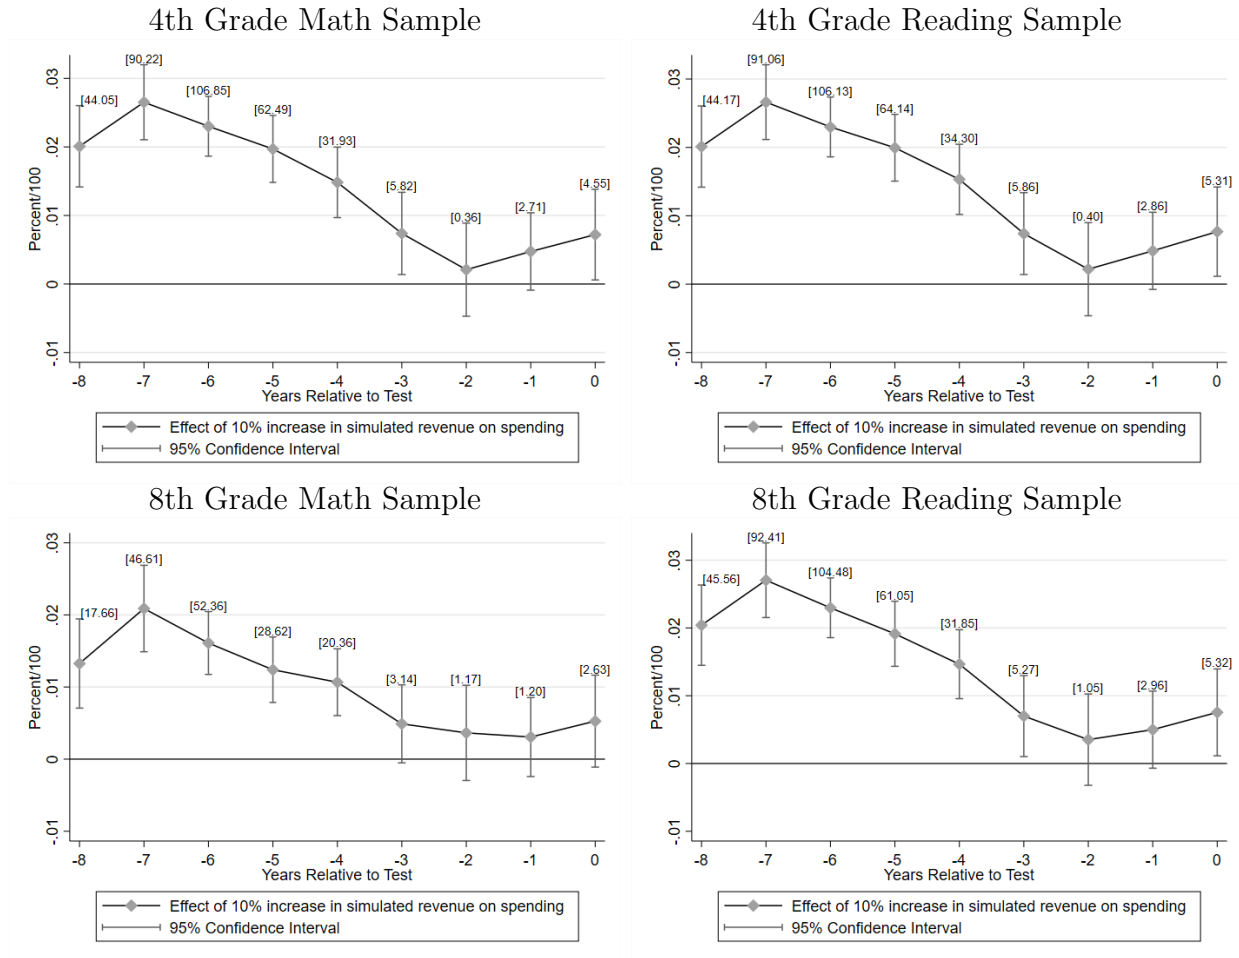 4th Grade Math Sample
[44.05]
[90.22]
[106.85]
[62.49]
[31.93]
[5.82]
[0.36]
[2.71]
[4.55]
Percent/100
.03
.02
.01
0
-.01
-8 -7 -6 -5 -4 -3 -2 -1 0
Years Relative to Test
Effect of 10% increase in simulated revenue on spending
95% Confidence Interval
4th Grade Reading Sample
[44.17]
[91.06]
[106.13]
[64.14]
[34.30]
[5.86]
[0.40]
[2.86]
[5.31]
Percent/100
.03
.02
.01
0
-.01
-8 -7 -6 -5 -4 -3 -2 -1 0
Years Relative to Test
Effect of 10% increase in simulated revenue on spending
95% Confidence Interval
8th Grade Math Sample
[17.66]
[46.61]
[52.36]
[28.62]
[20.36]
[3.14]
[1.17]
[1.20]
[2.63]
Percent/100
.03
.02
.01
0
-.01
-8 -7 -6 -5 -4 -3 -2 -1 0
Years Relative to Test
Effect of 10% increase in simulated revenue on spending
95% Confidence Interval
8th Grade Reading Sample
[45.56]
[92.41]
[104.48]
[61.05]
[31.85]
[5.27]
[1.05]
[2.96]
[5.32]
Percent/100
.03
.02
.01
0
-.01
-8 -7 -6 -5 -4 -3 -2 -1 0
Years Relative to Test
Effect of 10% increase in simulated revenue on spending
95% Confidence Interval